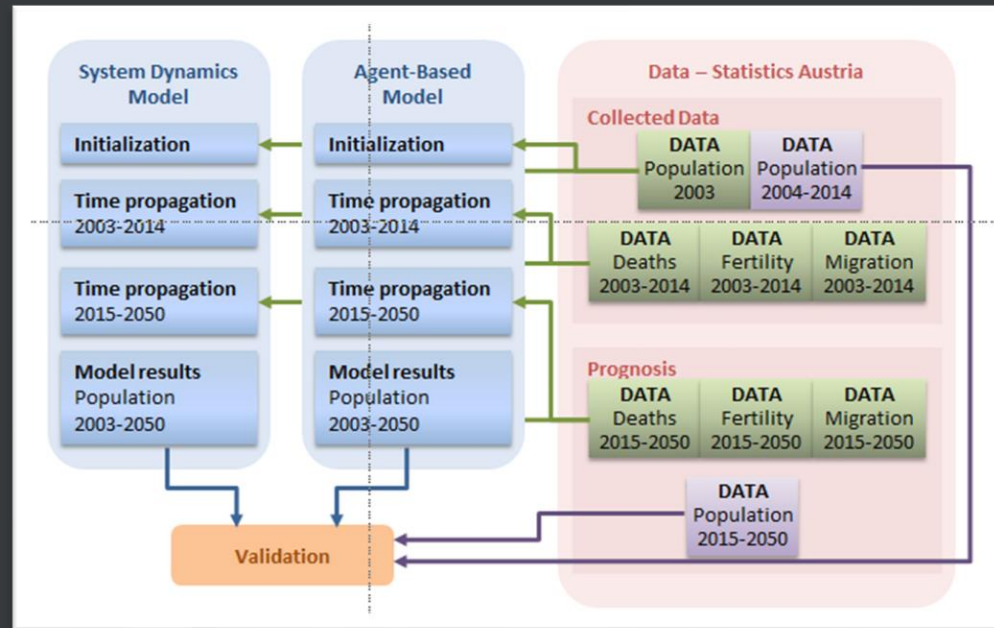 System Dynamics
Model
Initialization
Time propagation
2003-2014
Time propagation
2015-2050
Model results
Population
2003-2050
Agent-Based
Model
Initialization
Time propagation
2003-2014
Time propagation
2015-2050
Model results
Population
2003-2050
Data – Statistics Austria
Collected Data
DATA
Population
2003
DATA
Population
2004-2014
DATA
Deaths
2003-2014
DATA
Fertility
2003-2014
DATA
Migration
2003-2014
Prognosis
DATA
Deaths
2015-2050
DATA
Fertility
2015-2050
DATA
Migration
2015-2050
DATA
Population
2015-2050
Validation